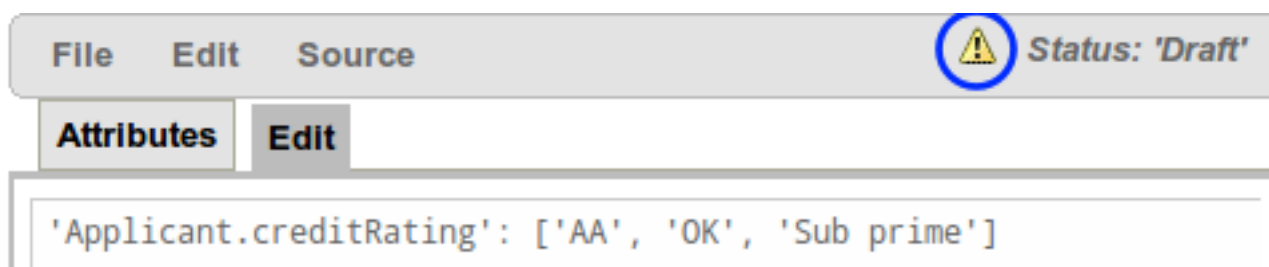 File Edit Source Status: 'Draft'
Attributes Edit
'Applicant.creditRating': ['AA', 'OK', 'Sub prime']